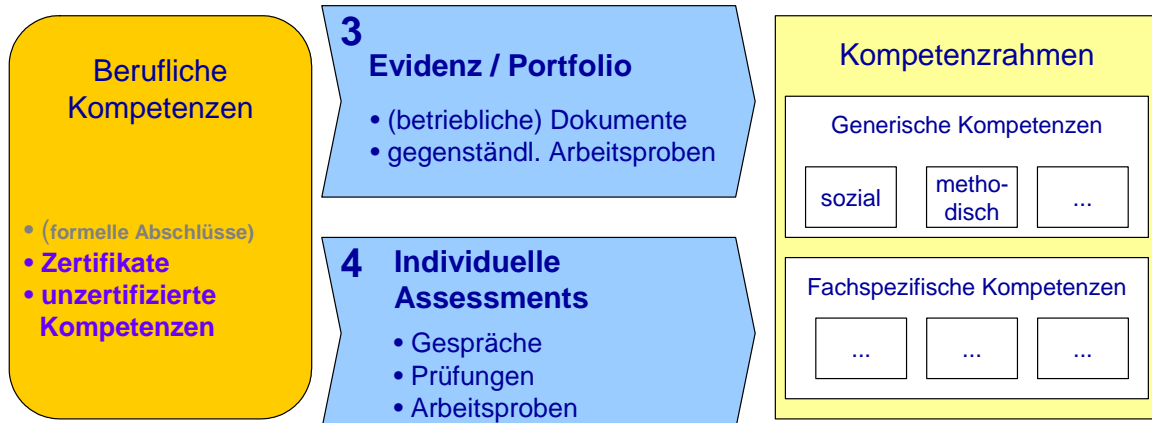 Berufliche
Kompetenzen
• (formelle Abschlüsse)
• Zertifikate
• unzertifizierte
Kompetenzen
3
Evidenz / Portfolio
• (betriebliche) Dokumente
• gegenständl. Arbeitsproben
4 Individuelle
Assessments
• Gespräche
• Prüfungen
• Arbeitsproben
Kompetenzrahmen
Generische Kompetenzen
sozial
metho-
disch
...
Fachspezifische Kompetenzen
...
...
...